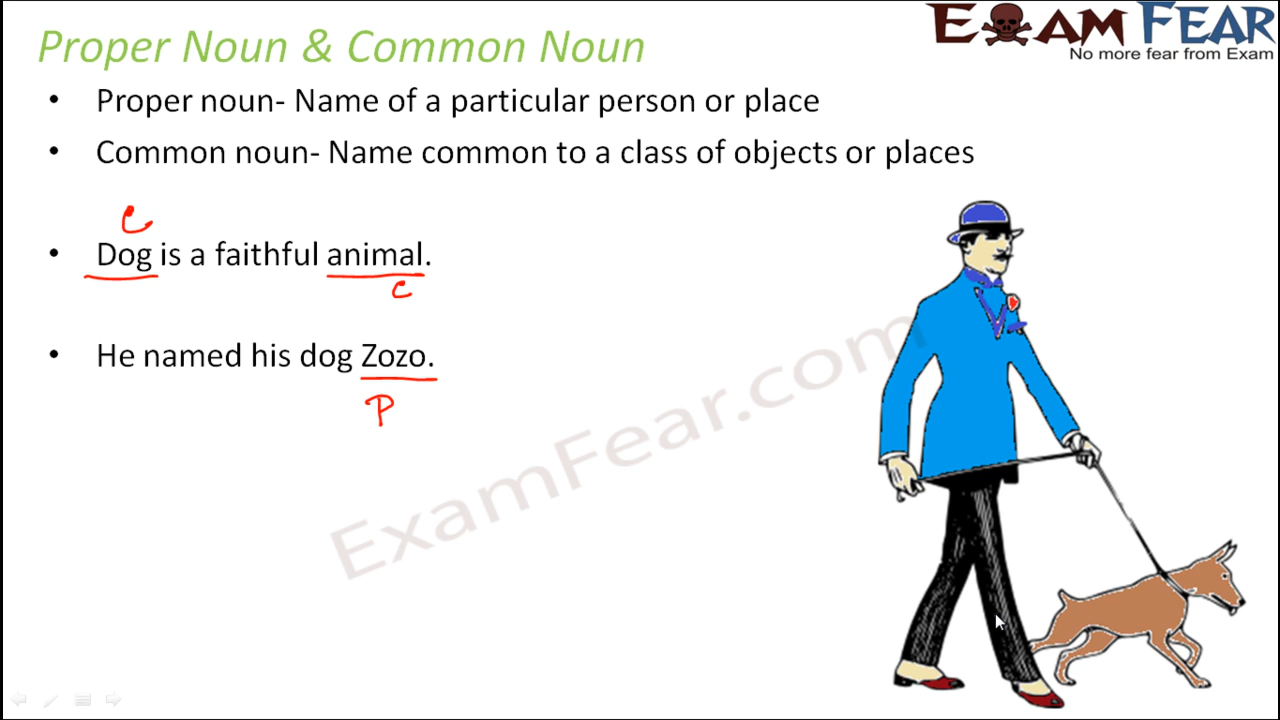 Proper Noun & Common Noun
EXAM FEAR
No more fear from Exam
• Proper noun- Name of a particular person or place
• Common noun- Name common to a class of objects or places
C
• Dog is a faithful animal.
C
• He named his dog Zozo.
P
ExamFear.com